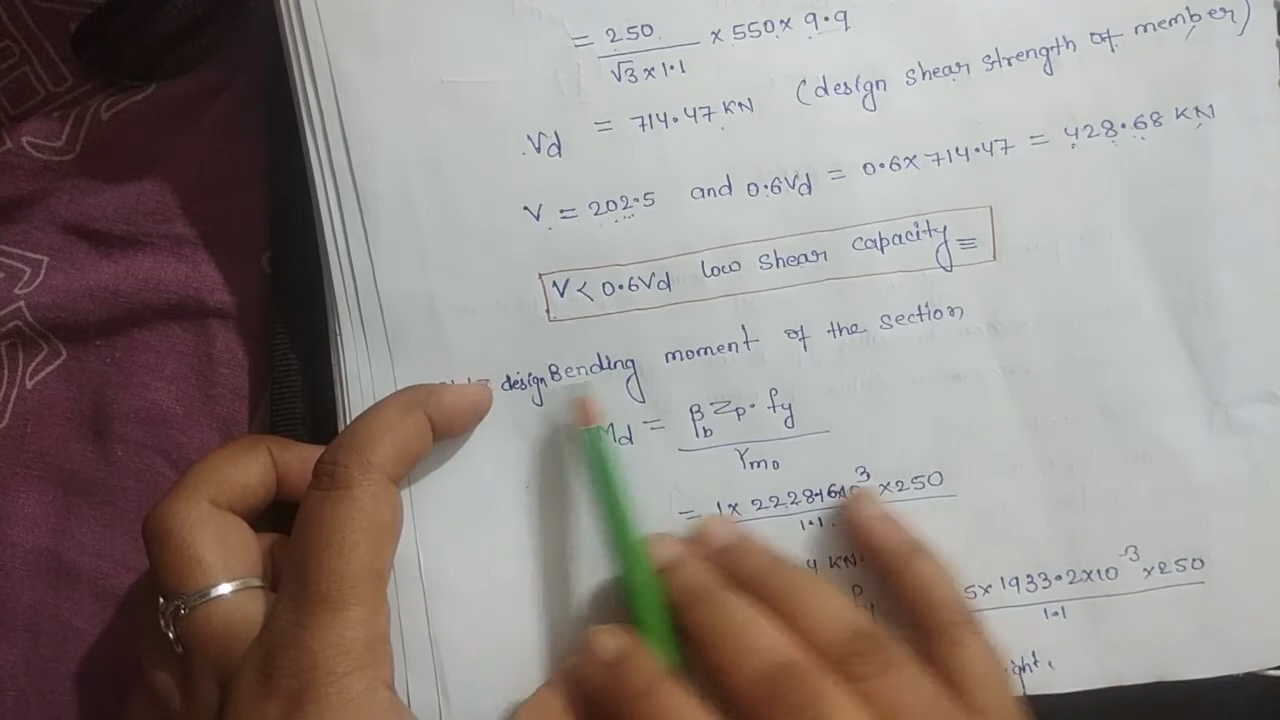 = 250 / √3 × 1.1 × 550 × 9.9
Vd = 714.47 KN (design shear strength of member)
V = 202.5 and 0.6Vd = 0.6 × 714.47 = 428.68 KN
V < 0.6Vd low shear capacity
design Bending moment of the section
Md = βb Zp. fy / γm0
= 1 × 2228.16 ×250 / 1.1
4 KN.
5 × 1933.2 × 10⁻³ × 250 / 1.1